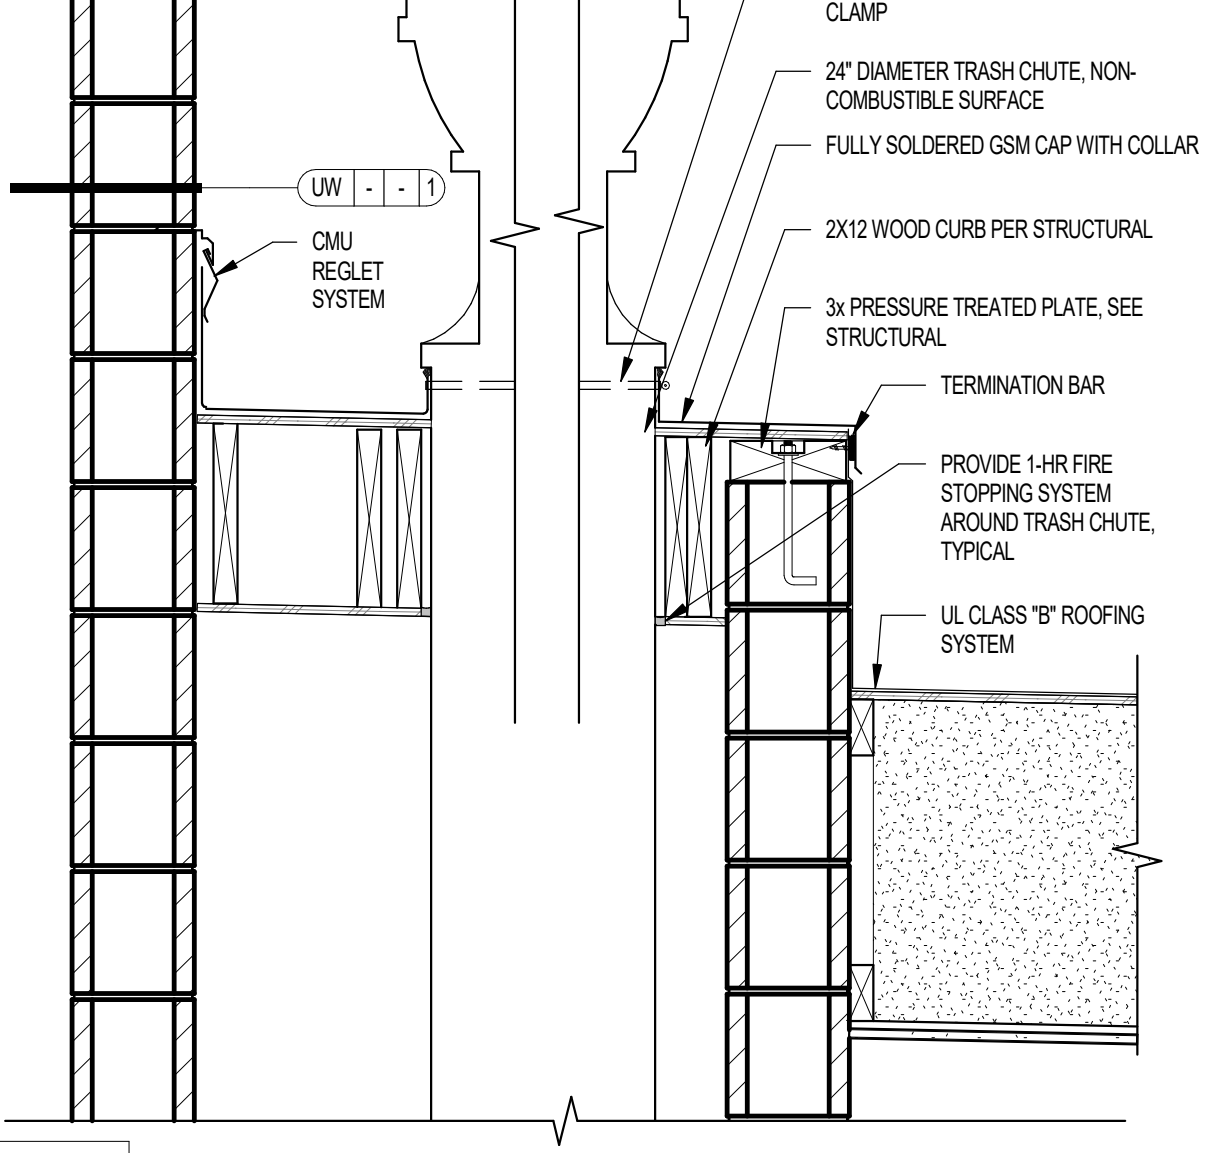 CLAMP
24" DIAMETER TRASH CHUTE, NON-
COMBUSTIBLE SURFACE
FULLY SOLDERED GSM CAP WITH COLLAR
UW - - 1
2X12 WOOD CURB PER STRUCTURAL
CMU
REGLET
SYSTEM
3x PRESSURE TREATED PLATE, SEE
STRUCTURAL
TERMINATION BAR
PROVIDE 1-HR FIRE
STOPPING SYSTEM
AROUND TRASH CHUTE,
TYPICAL
UL CLASS "B" ROOFING
SYSTEM